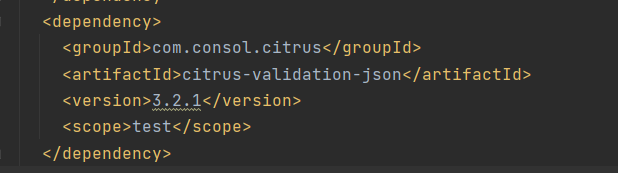 <dependency>
<groupId>com.consol.citrus</groupId>
<artifactId>citrus-validation-json</artifactId>
<version>3.2.1</version>
<scope>test</scope>
</dependency>